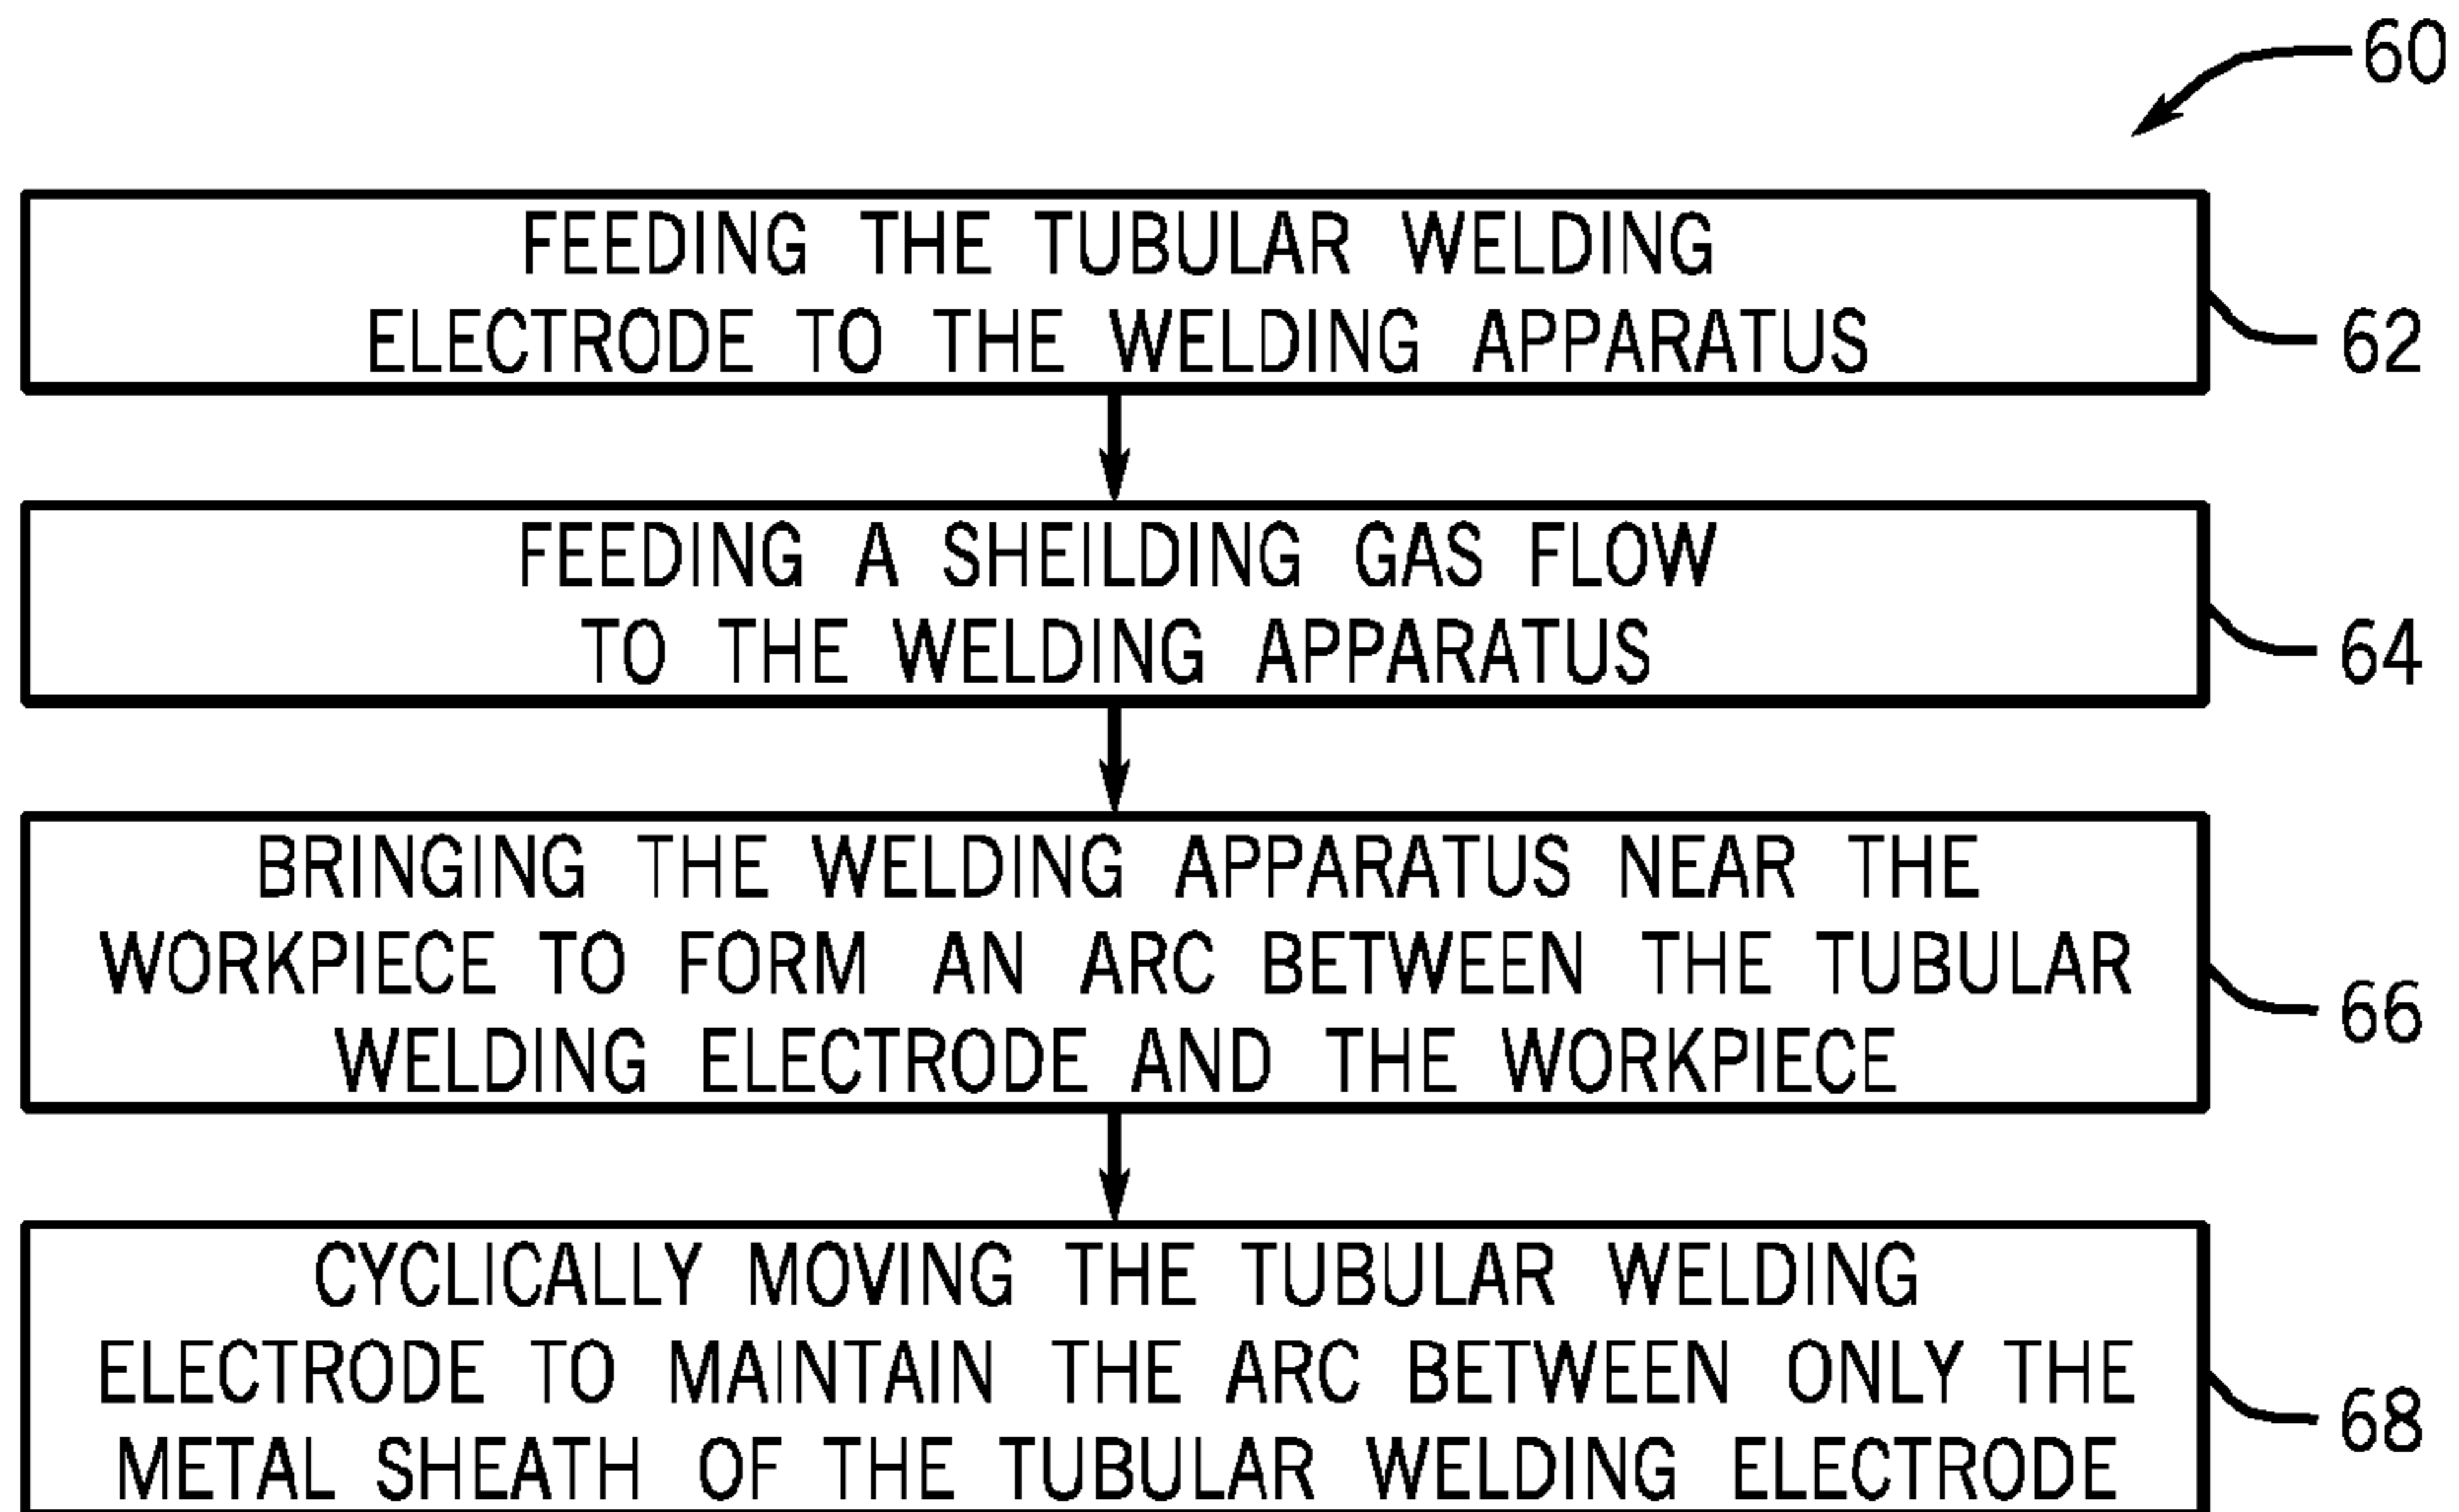 60
FEEDING THE TUBULAR WELDING
ELECTRODE TO THE WELDING APPARATUS
62
FEEDING A SHEILDING GAS FLOW
TO THE WELDING APPARATUS
64
BRINGING THE WELDING APPARATUS NEAR THE
WORKPIECE TO FORM AN ARC BETWEEN THE TUBULAR
WELDING ELECTRODE AND THE WORKPIECE
66
CYCLICALLY MOVING THE TUBULAR WELDING
ELECTRODE TO MAINTAIN THE ARC BETWEEN ONLY THE
METAL SHEATH OF THE TUBULAR WELDING ELECTRODE
68